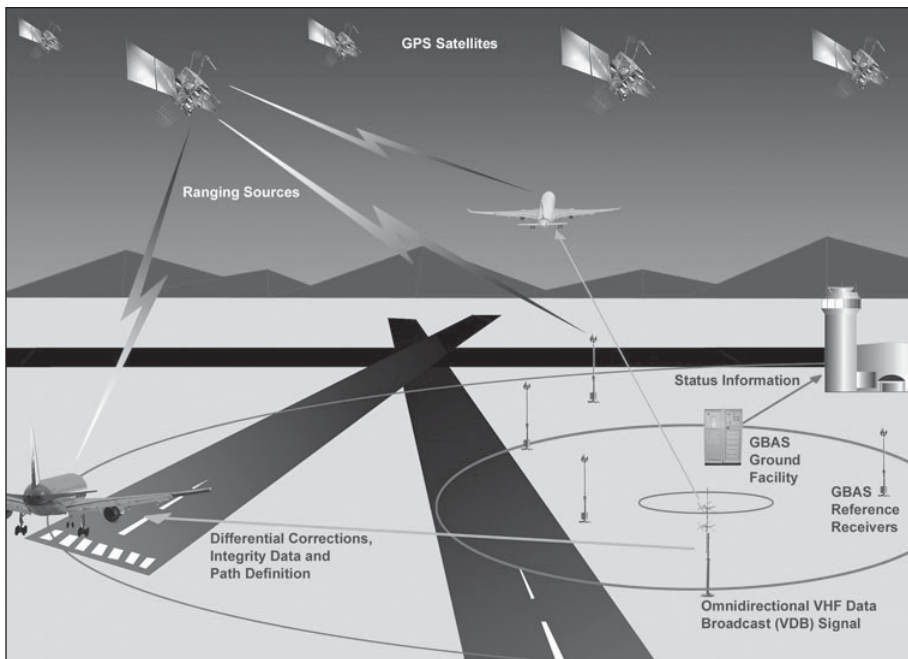 GPS Satellites
Ranging Sources
Status Information
GBAS
Ground
Facility
GBAS
Reference
Receivers
Differential Corrections,
Integrity Data and
Path Definition
Omnidirectional VHF Data
Broadcast (VDB) Signal